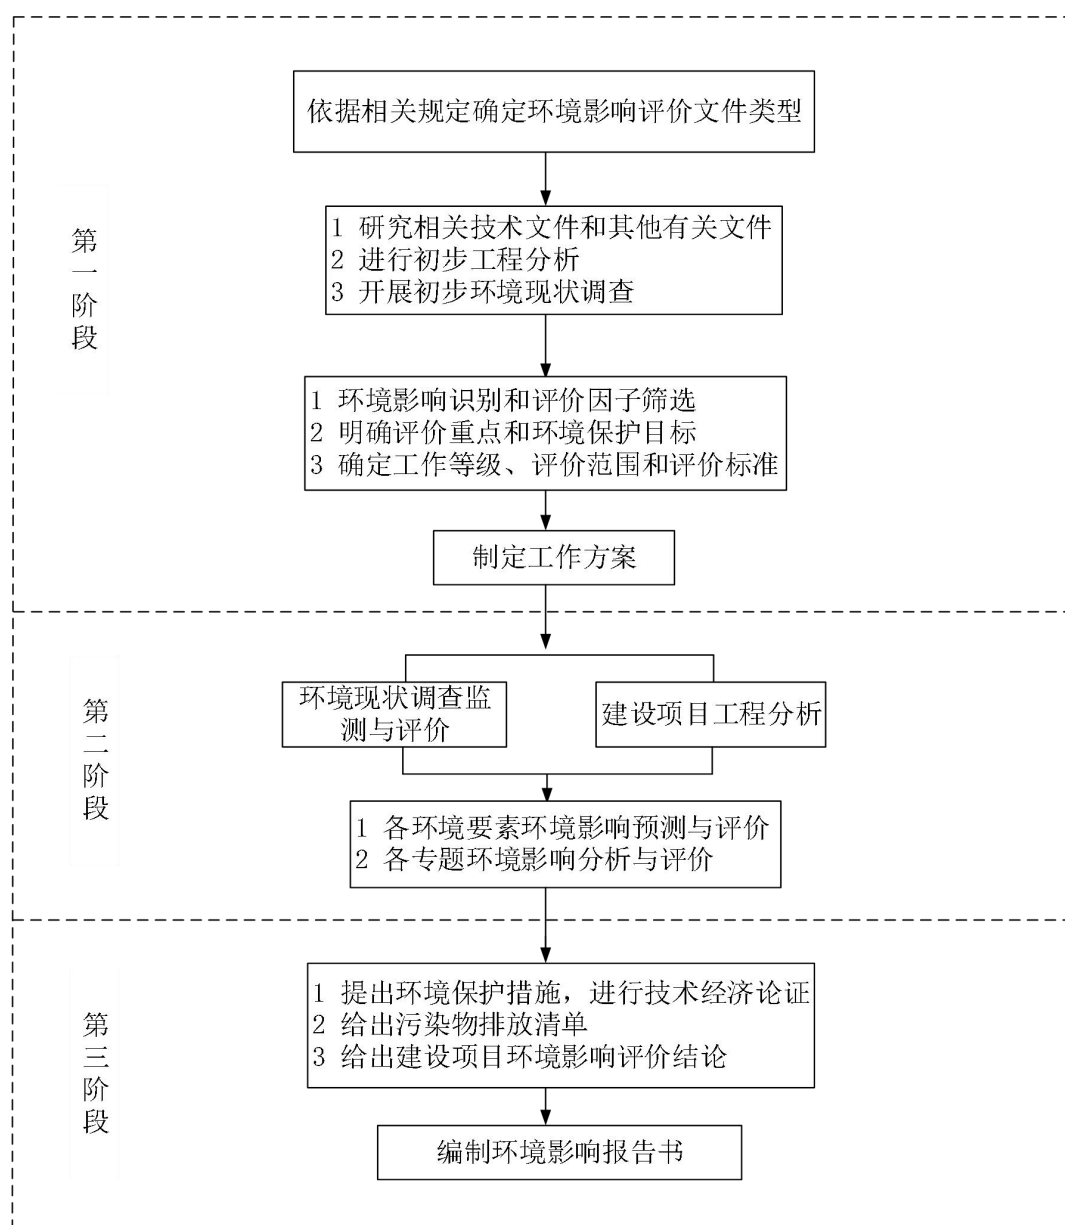 依据相关规定确定环境影响评价文件类型
第一阶段
1 研究相关技术文件和其他有关文件
2 进行初步工程分析
3 开展初步环境现状调查
1 环境影响识别和评价因子筛选
2 明确评价重点和环境保护目标
3 确定工作等级、评价范围和评价标准
制定工作方案
第二阶段
环境现状调查监
测与评价
建设项目工程分析
1 各环境要素环境影响预测与评价
2 各专题环境影响分析与评价
第三阶段
1 提出环境保护措施，进行技术经济论证
2 给出污染物排放清单
3 给出建设项目环境影响评价结论
编制环境影响报告书